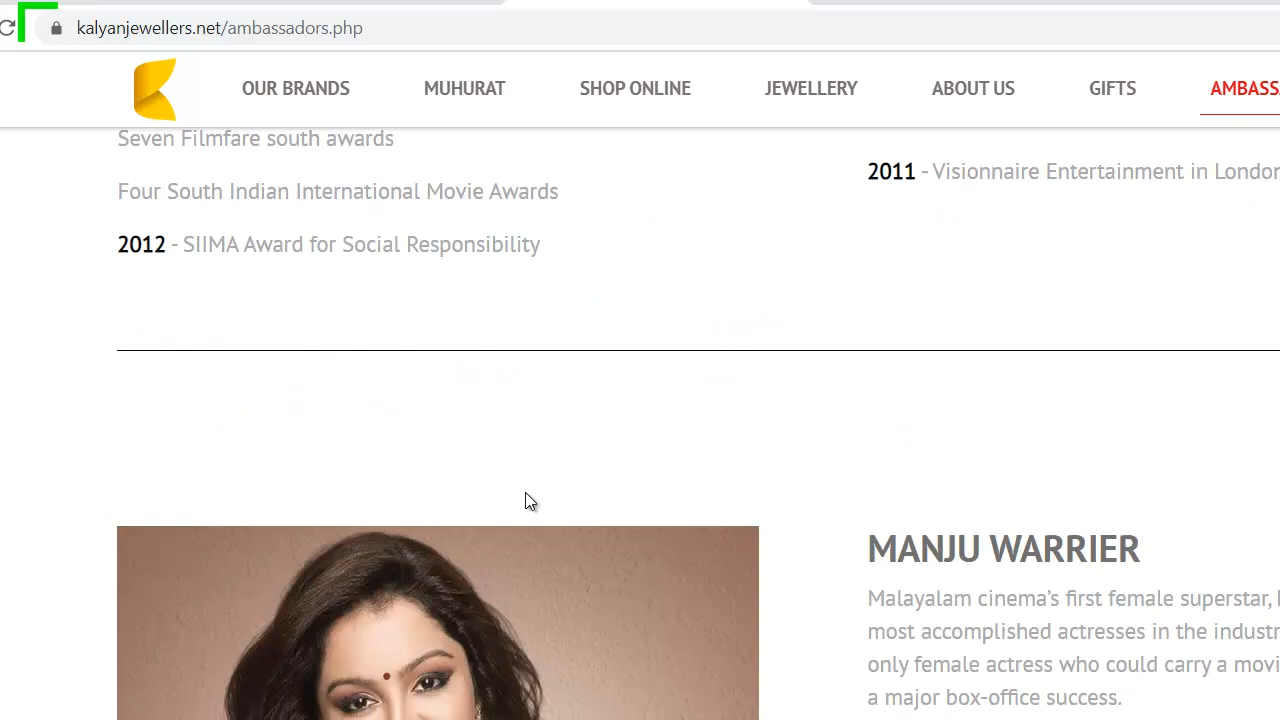 kalyanjewellers.net/ambassadors.php
OUR BRANDS MUHURAT SHOP ONLINE JEWELLERY ABOUT US GIFTS AMBASSA
Seven Filmfare south awards
Four South Indian International Movie Awards
2012 - SIIMA Award for Social Responsibility
2011 - Visionnaire Entertainment in London
MANJU WARRIER
Malayalam cinema's first female superstar,
most accomplished actresses in the industr
only female actress who could carry a movi
a major box-office success.